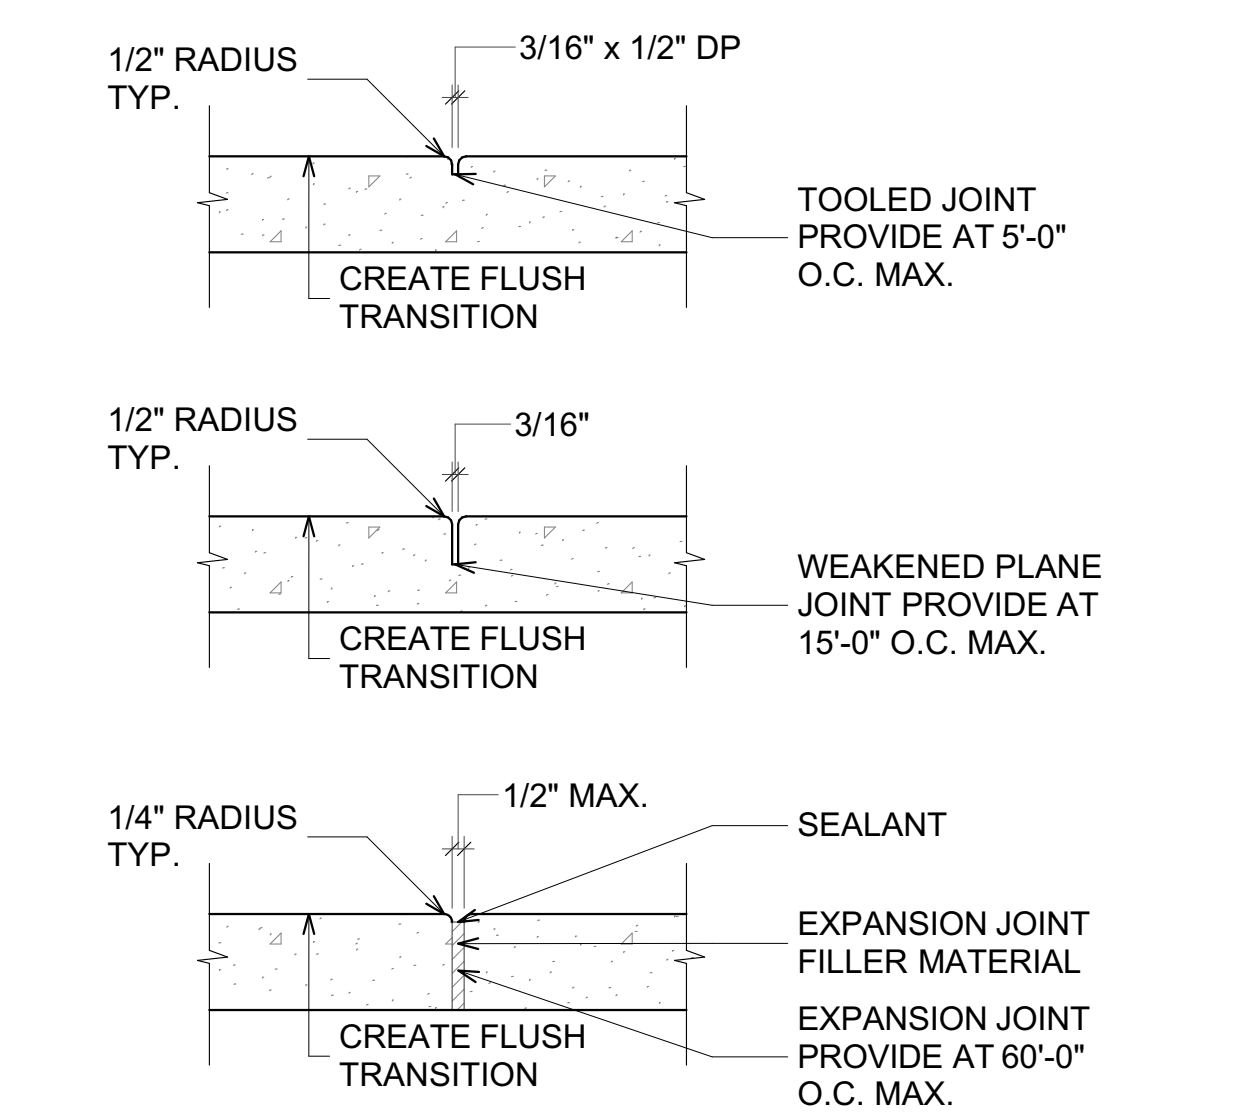 3/16" x 1/2" DP
1/2" RADIUS
TYP.
TOOLED JOINT
PROVIDE AT 5'-0"
O.C. MAX.
CREATE FLUSH
TRANSITION
1/2" RADIUS
TYP.
3/16"
WEAKENED PLANE
JOINT PROVIDE AT
15'-0" O.C. MAX.
CREATE FLUSH
TRANSITION
1/2" MAX.
1/4" RADIUS
TYP.
SEALANT
EXPANSION JOINT
FILLER MATERIAL
EXPANSION JOINT
PROVIDE AT 60'-0"
O.C. MAX.
CREATE FLUSH
TRANSITION